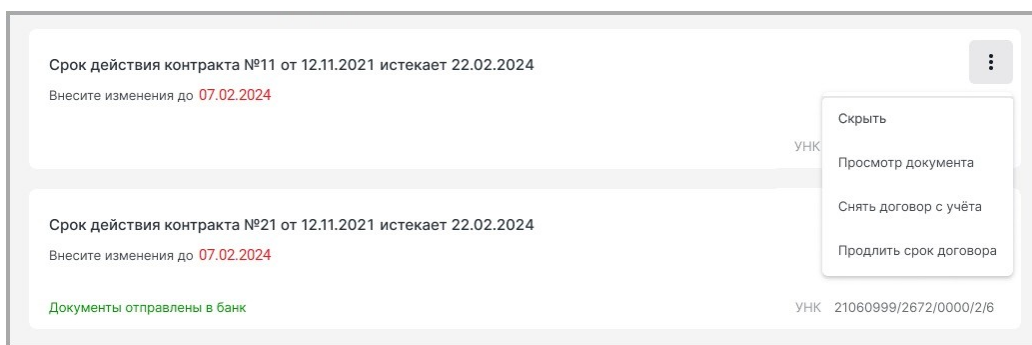 Срок действия контракта №11 от 12.11.2021 истекает 22.02.2024
Внесите изменения до 07.02.2024
УНК
Скрыть
Просмотр документа
Снять договор с учёта
Продлить срок договора
Срок действия контракта №21 от 12.11.2021 истекает 22.02.2024
Внесите изменения до 07.02.2024
Документы отправлены в банк
УНК 21060999/2672/0000/2/6